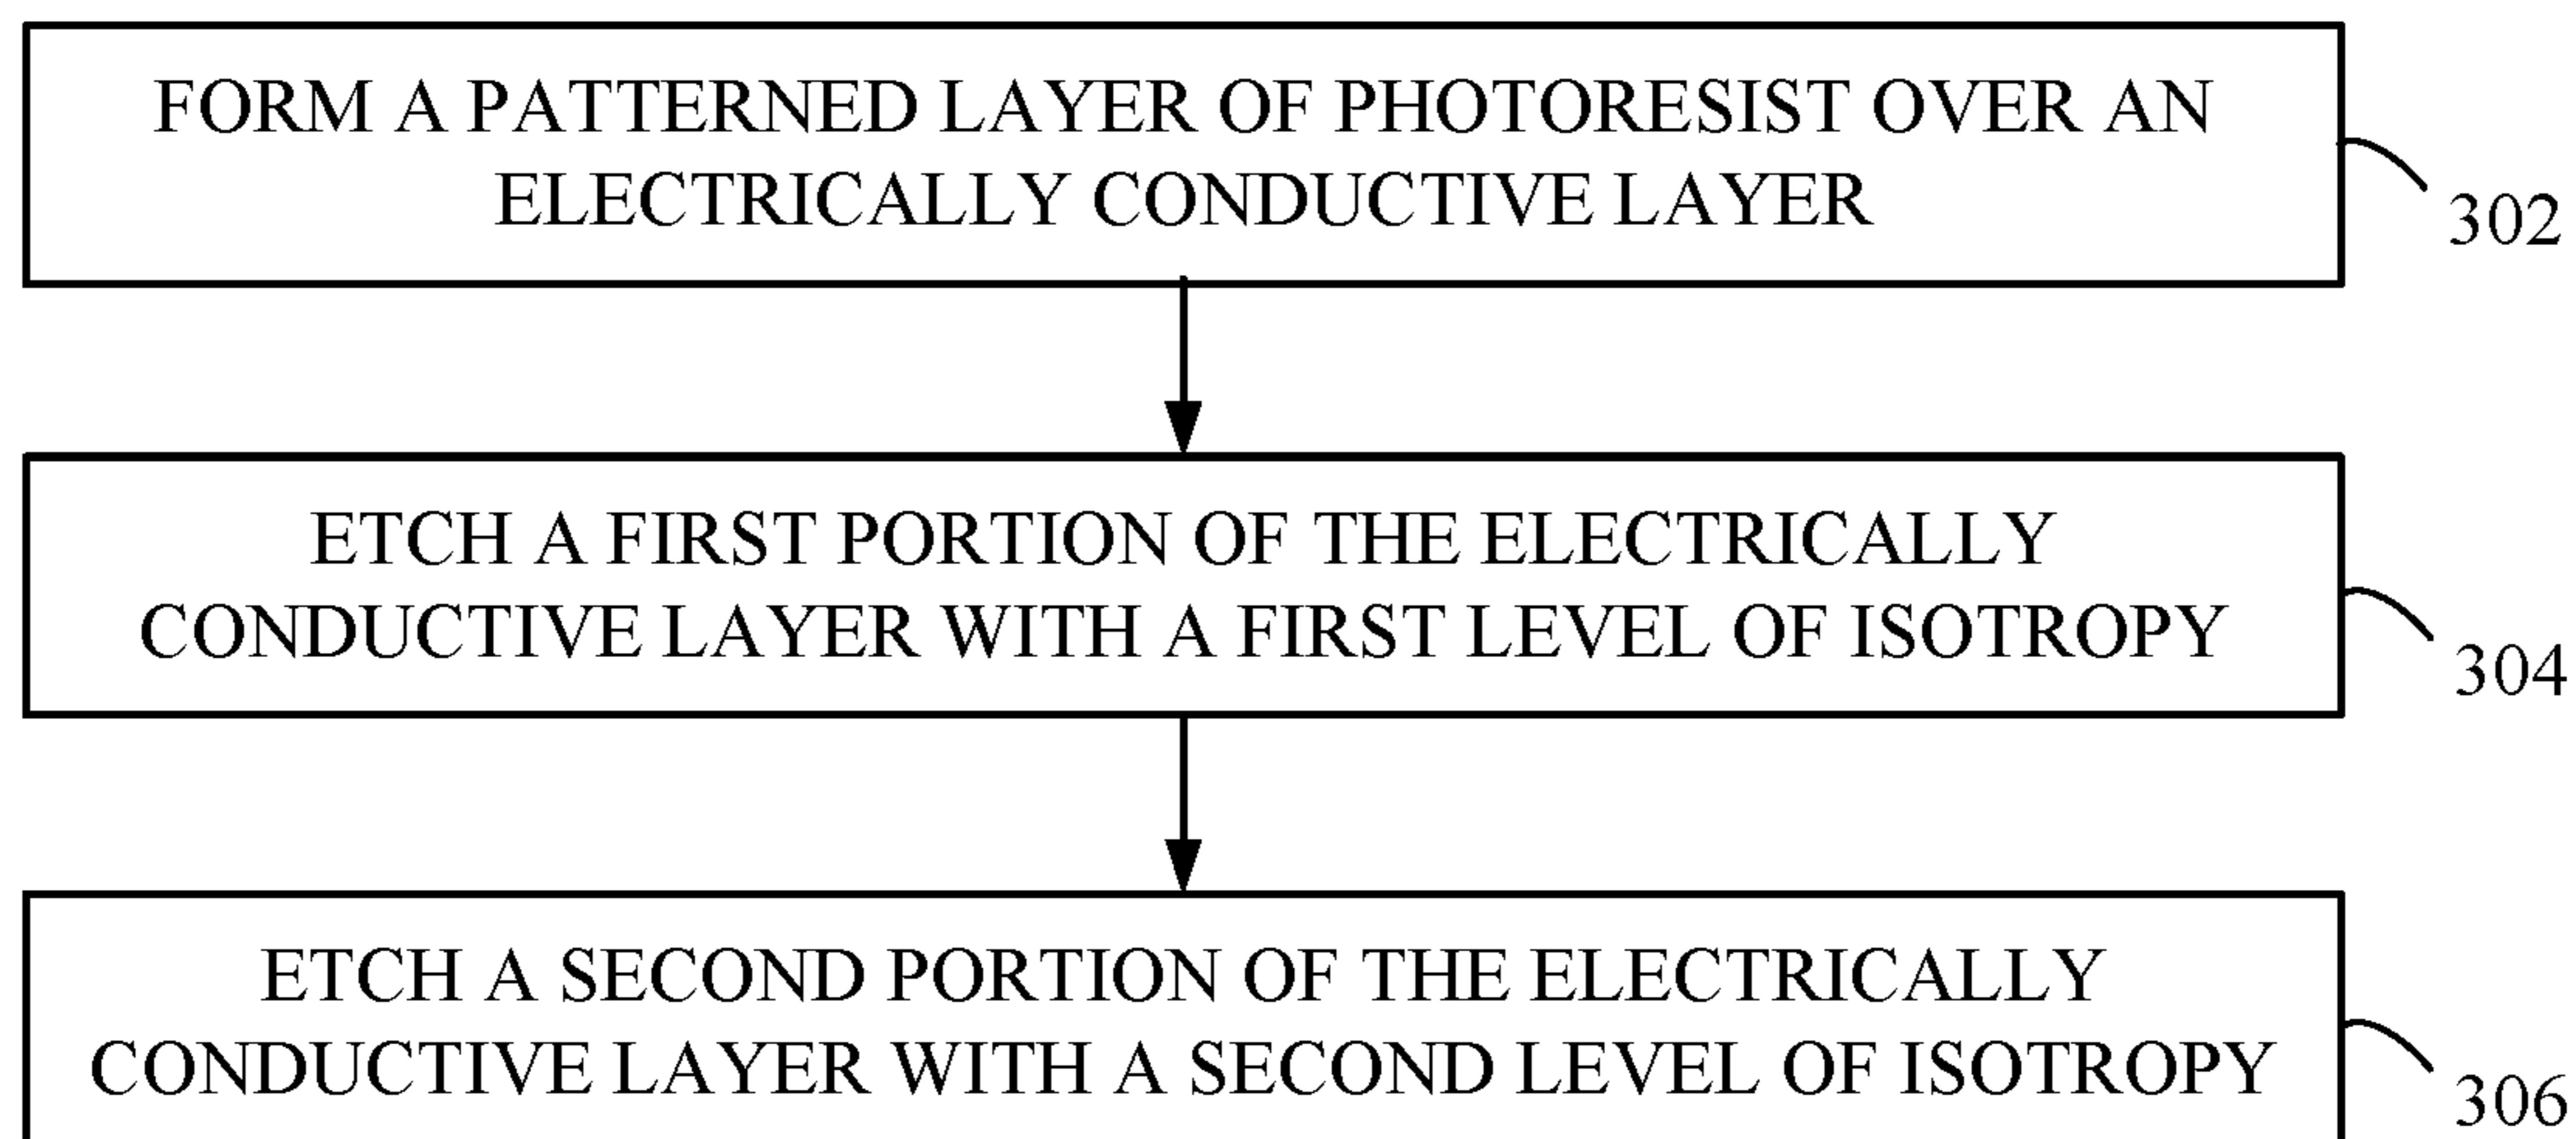 FORM A PATTERNED LAYER OF PHOTORESIST OVER AN
ELECTRICALLY CONDUCTIVE LAYER
302
ETCH A FIRST PORTION OF THE ELECTRICALLY
CONDUCTIVE LAYER WITH A FIRST LEVEL OF ISOTROPY
304
ETCH A SECOND PORTION OF THE ELECTRICALLY
CONDUCTIVE LAYER WITH A SECOND LEVEL OF ISOTROPY
306